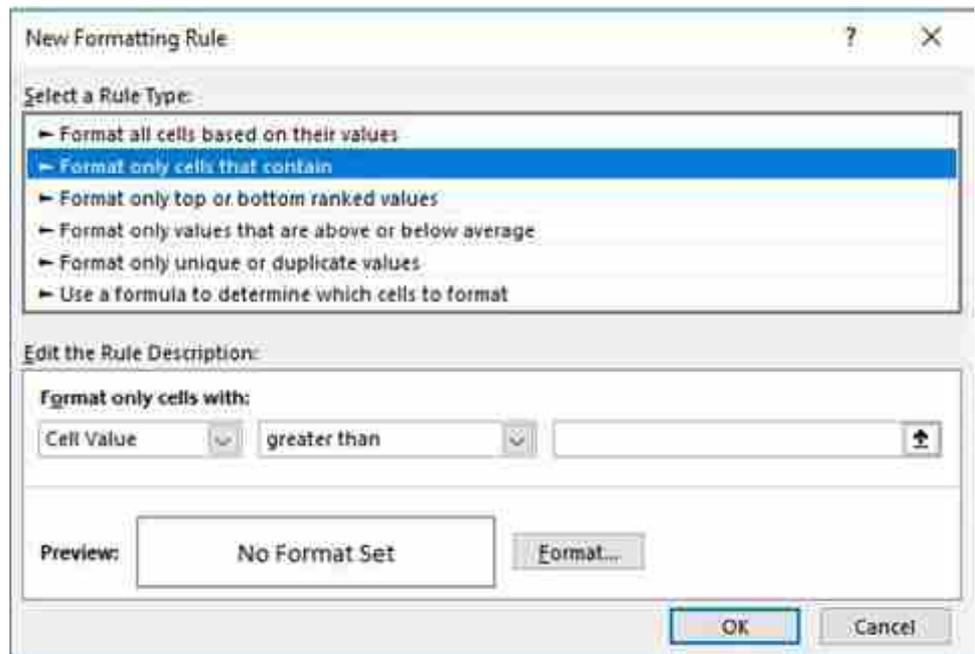 New Formatting Rule ? ×
Select a Rule Type:
► Format all cells based on their values
► Format only cells that contain
► Format only top or bottom ranked values
► Format only values that are above or below average
► Format only unique or duplicate values
► Use a formula to determine which cells to format
Edit the Rule Description:
Format only cells with:
Cell Value greater than
Preview: No Format Set Format...
OK Cancel